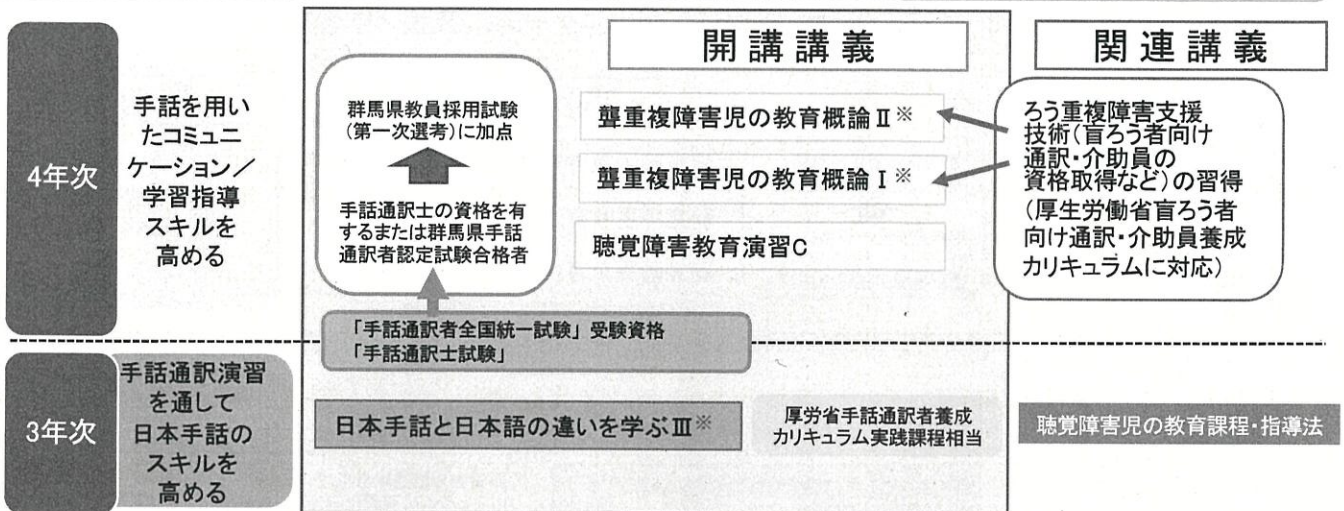 開講講義
関連講義
4年次
手話を用い
たコミュニ
ケーション／
学習指導
スキルを
高める
群馬県教員採用試験
(第一次選考)に加点
手話通訳士の資格を有
するまたは群馬県手話
通訳者認定試験合格者
聾重複障害児の教育概論Ⅱ※
聾重複障害児の教育概論Ⅰ※
聴覚障害教育演習C
ろう重複障害支援
技術(盲ろう者向け
通訳・介助員の
資格取得など)の習得
(厚生労働省盲ろう者
向け通訳・介助員養成
カリキュラムに対応)
「手話通訳者全国統一試験」受験資格
「手話通訳士試験」
3年次
手話通訳演習
を通して
日本手話の
スキルを
高める
日本手話と日本語の違いを学ぶⅢ※
厚労省手話通訳者養成
カリキュラム実践課程相当
聴覚障害児の教育課程・指導法